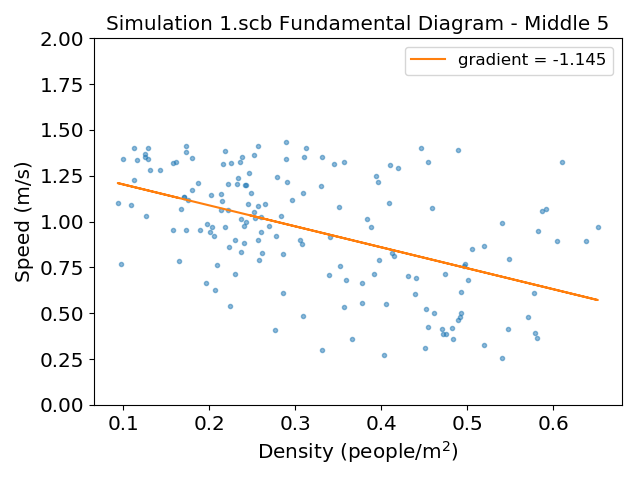 Simulation 1.scb Fundamental Diagram - Middle 5
gradient = -1.145
2.00
1.75
1.50
1.25
1.00
0.75
0.50
0.25
0.00
Speed (m/s)
0.1 0.2 0.3 0.4 0.5 0.6
Density (people/m²)